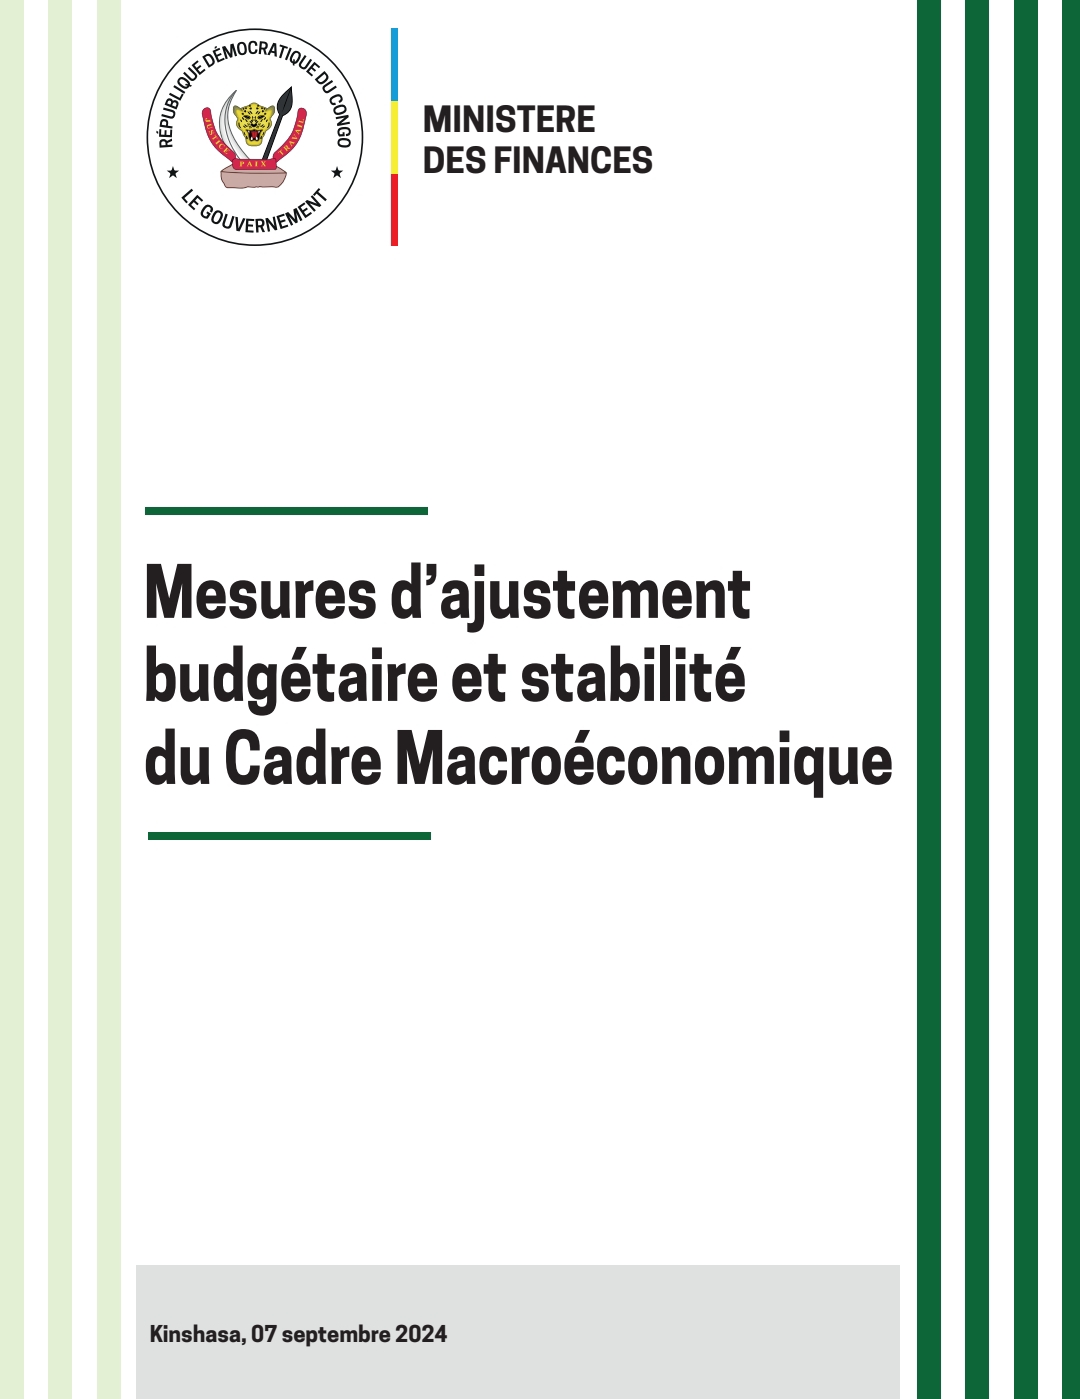 RÉPUBLIQUE DÉMOCRATIQUE DU CONGO
JUSTICE
PAIX
TRAVAIL
★ LE GOUVERNEMENT ★
MINISTERE
DES FINANCES
Mesures d’ajustement
budgétaire et stabilité
du Cadre Macroéconomique
Kinshasa, 07 septembre 2024